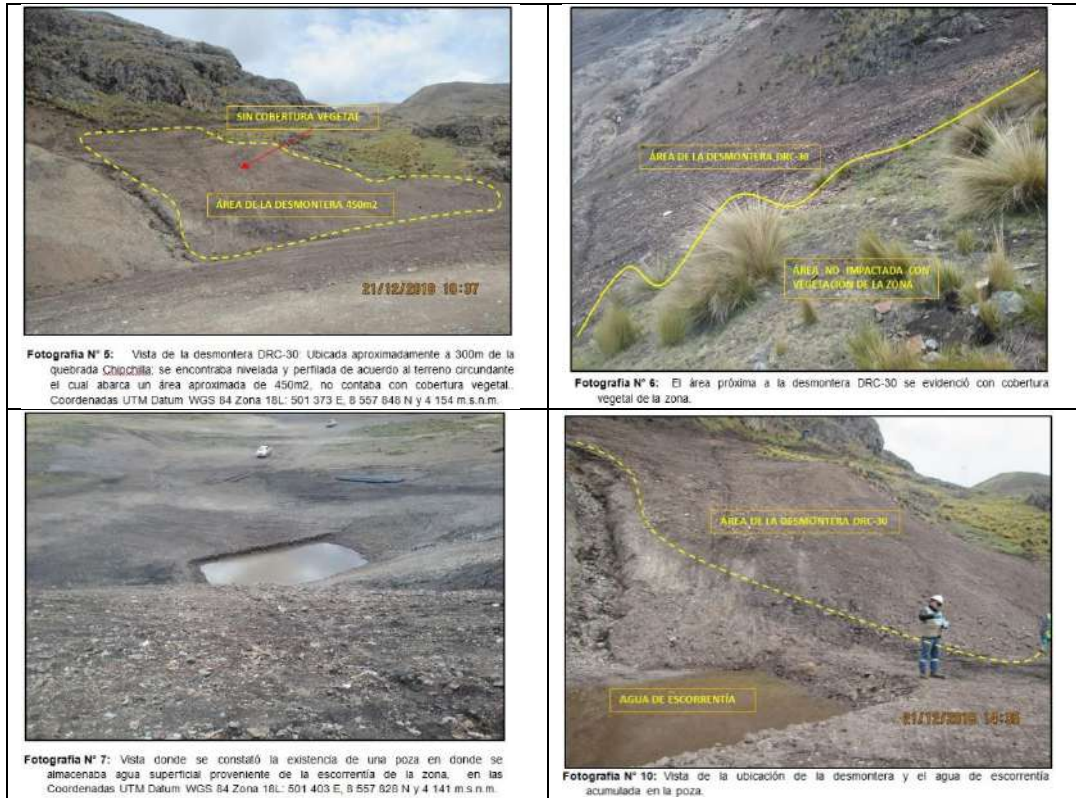 SIN COBERTURA VEGETAL
ÁREA DE LA DESMONTERA 450m2
21/12/2018
Fotografía N° 5: Vista de la desmontera DRC-30: Ubicada aproximadamente a 300m de la
quebrada Chipchilla; se encontraba nivelada y perfilada de acuerdo al terreno circundante
el cual abarca un área aproximada de 450m2, no contaba con cobertura vegetal.
Coordenadas UTM Datum WGS 84 Zona 18L: 501 373 E, 8 557 848 N y 4 154 m.s.n.m.
ÁREA DE LA DESMONTERA DRC-30
ÁREA NO IMPACTADA CON
VEGETACIÓN DE LA ZONA
Fotografía N° 6: El área próxima a la desmontera DRC-30 se evidenció con cobertura
vegetal de la zona.
Fotografía N° 7: Vista donde se constató la existencia de una poza en donde se
almacenaba agua superficial proveniente de la escorrentía de la zona, en las
Coordenadas UTM Datum WGS 84 Zona 18L: 501 403 E, 8 557 828 N y 4 141 m.s.n.m.
ÁREA DE LA DESMONTERA DRC-30
AGUA DE ESCORRENTÍA
21/12/2018
Fotografía N° 10: Vista de la ubicación de la desmontera y el agua de escorrentía
acumulada en la poza.